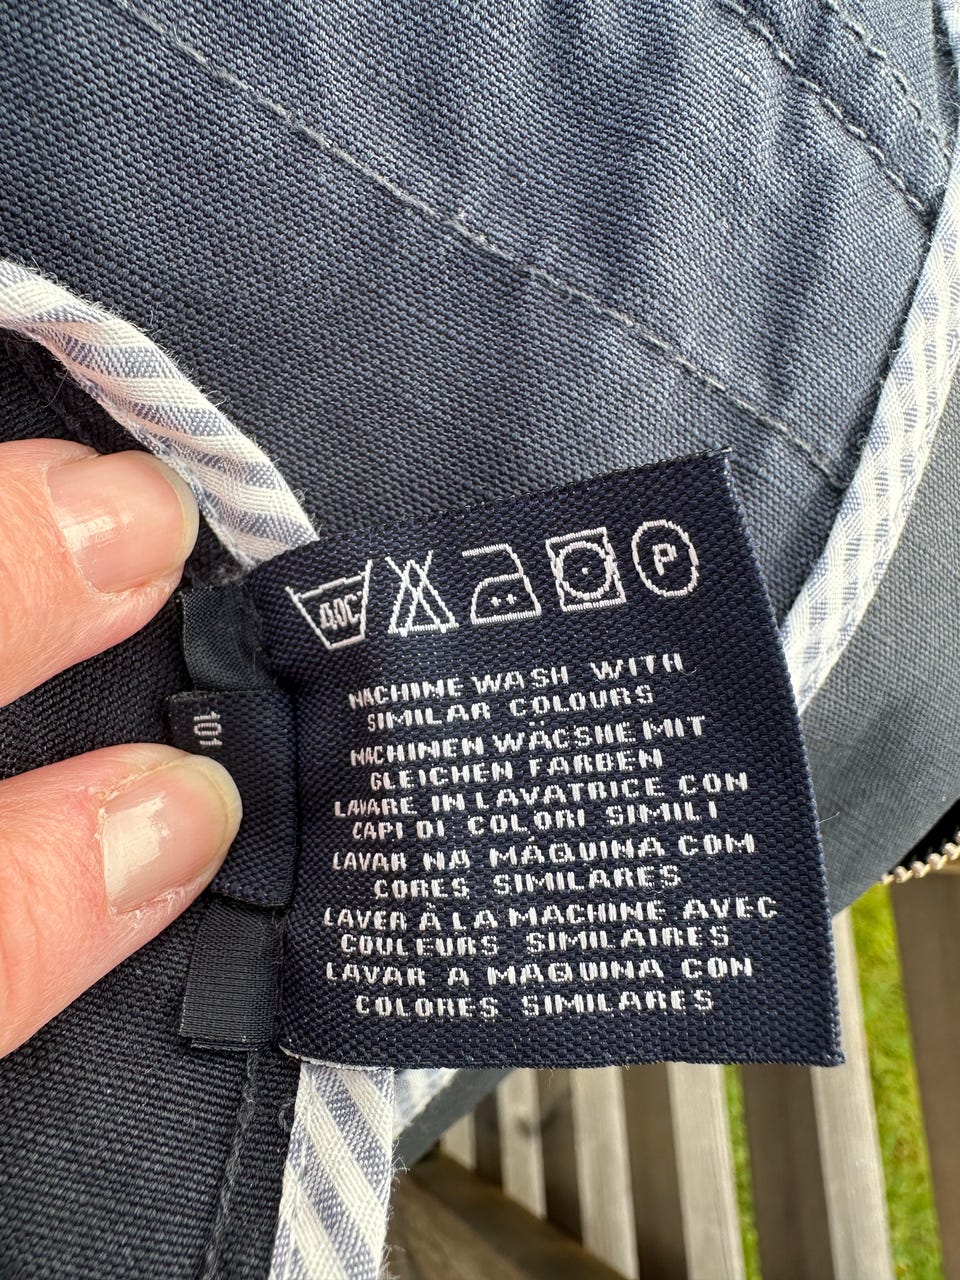 40C°
P
MACHINE WASH WITH
SIMILAR COLOURS
MACHINEN WÄCSHE MIT
GLEICHEN FARBEN
LAVARE IN LAVATRICE CON
CAPI DI COLORI SIMILI
LAVAR NA MAQUINA COM
CORES SIMILARES
LAVER À LA MACHINE AVEC
COULEURS SIMILAIRES
LAVAR A MAQUINA CON
COLORES SIMILARES
101